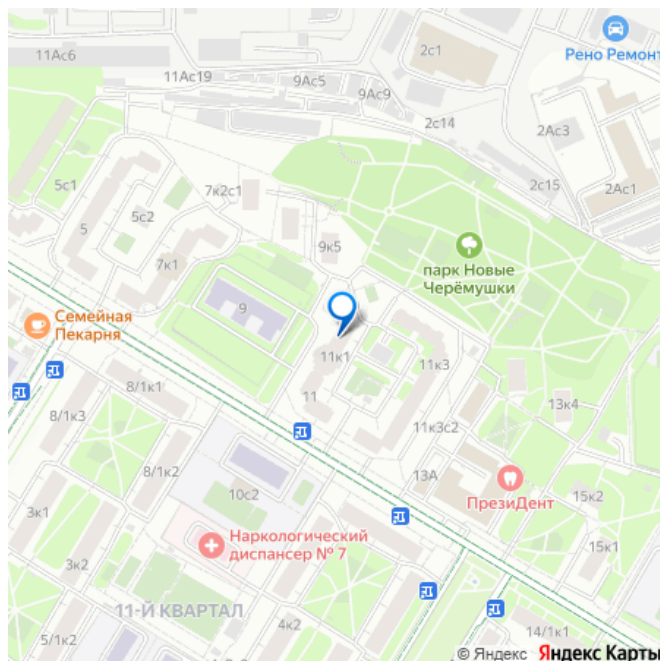 11Ас6
11Ас19
9Ас5
9Ас9
2с1
Рено Ремонт
2с14
2Ас3
2с15
2Ас1
5с1
7к2с1
5с2
5
9к5
7к1
парк Новые
Черёмушки
9
Семейная
Пекарня
11к1
11к3
8/1к1
11
13к4
8/1к3
11к3с2
8/1к2
13А
10с2
ПрезиДент
15к2
3к1
Наркологический
диспансер № 7
15к1
3к2
11-Й КВАРТАЛ
4к2
14/1к1
5/1к2
© Яндекс Яндекс Карты